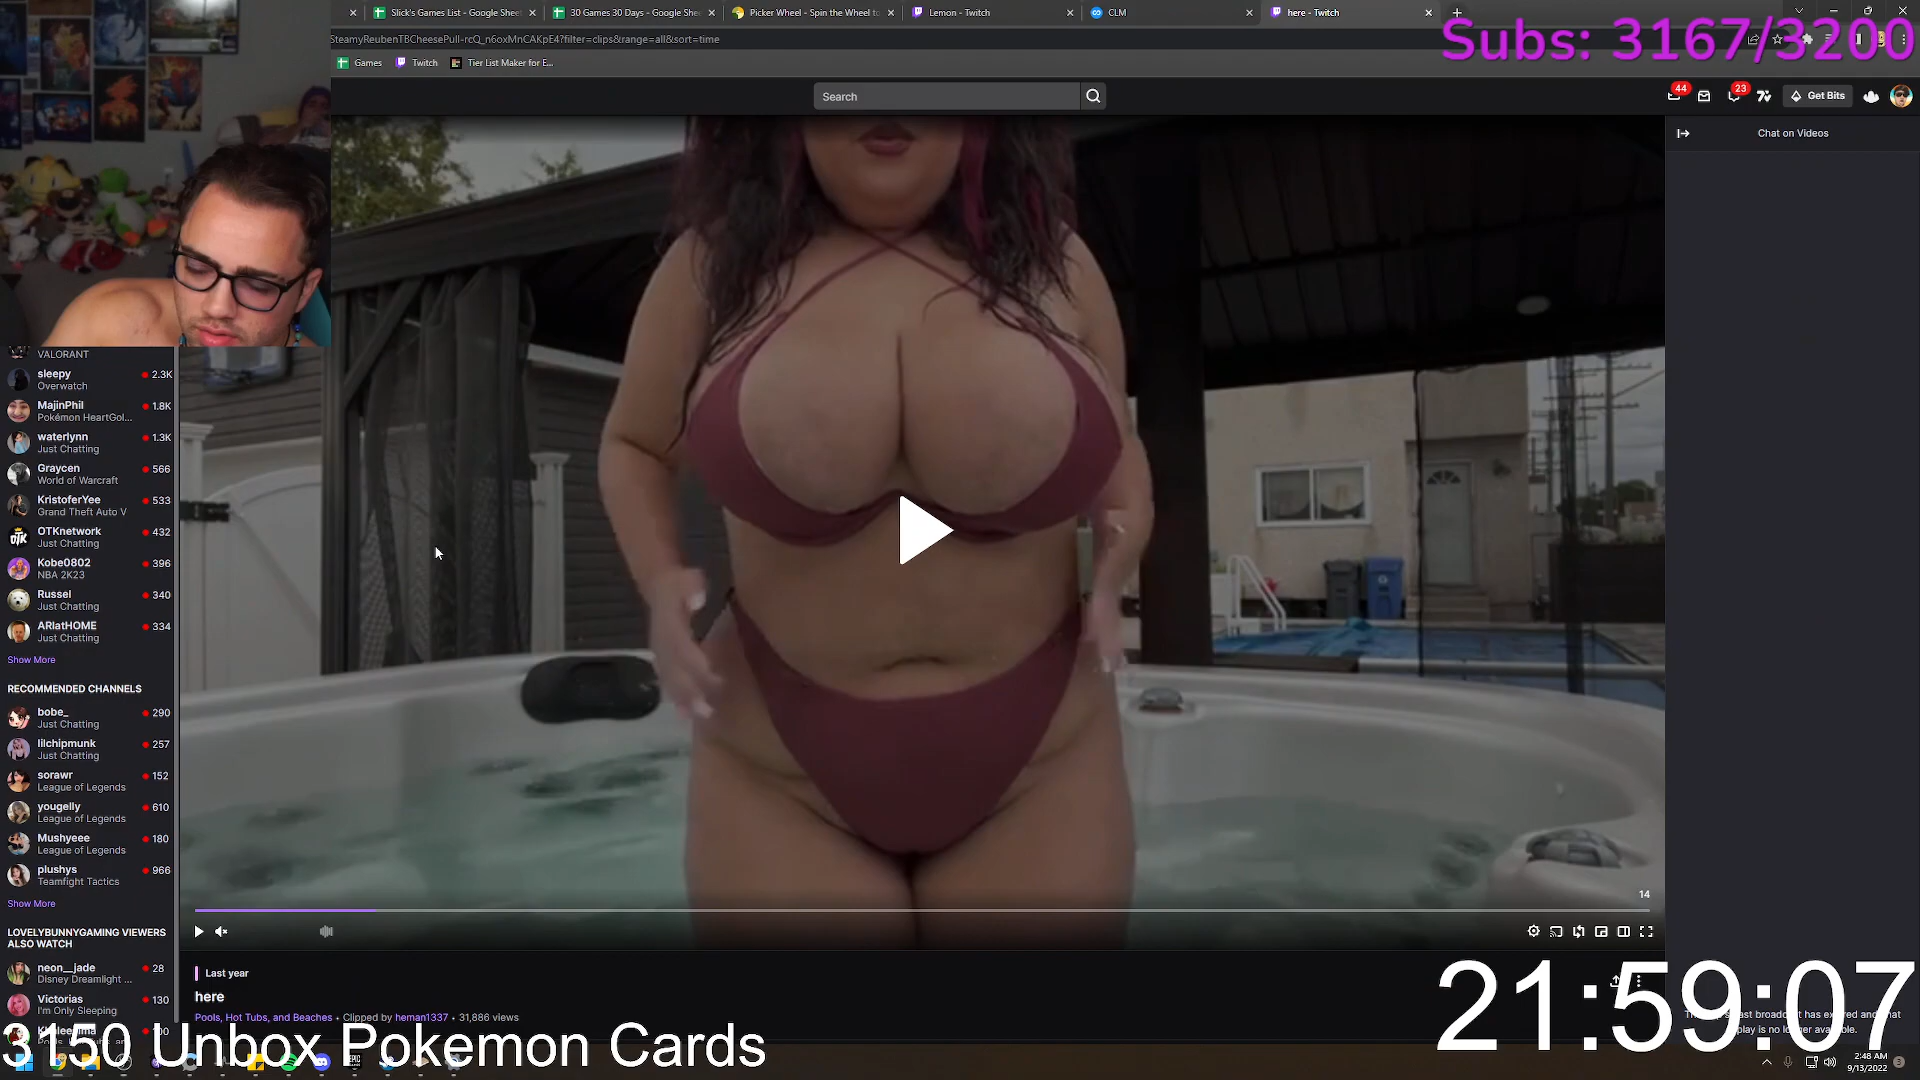 Slick's Games List - Google Shee
30 Games 30 Days - Google She
Picker Wheel - Spin the Wheel to
Lemon - Twitch
CLM
here - Twitch
SteamyReubenTBCheesePull-rcQ_n6oxMnCAKpE4?filter=clips&range=all&sort=time
Subs: 3167/3200
Games
Twitch
Tier List Maker for E...
Search
44
23
Get Bits
Chat on Videos
VALORANT
sleepy
2.3K
Overwatch
MajinPhil
1.8K
Pokémon HeartGol...
waterlynn
1.3K
Just Chatting
Graycen
566
World of Warcraft
KristoferYee
533
Grand Theft Auto V
OTKnetwork
432
Just Chatting
Kobe0802
396
NBA 2K23
Russel
340
Just Chatting
ARIatHOME
334
Just Chatting
Show More
RECOMMENDED CHANNELS
bobe_
290
Just Chatting
lilchipmunk
257
Just Chatting
sorawr
152
League of Legends
yougelly
610
League of Legends
Mushyeee
180
League of Legends
plushys
966
Teamfight Tactics
Show More
LOVELYBUNNYGAMING VIEWERS
ALSO WATCH
neon__jade
28
Disney Dreamlight ...
Victorias
130
I'm Only Sleeping
14
Last year
here
Pools, Hot Tubs, and Beaches • Clipped by heman1337 • 31,886 views
21:59:07
3150 Unbox Pokemon Cards
2:48 AM
9/13/2022